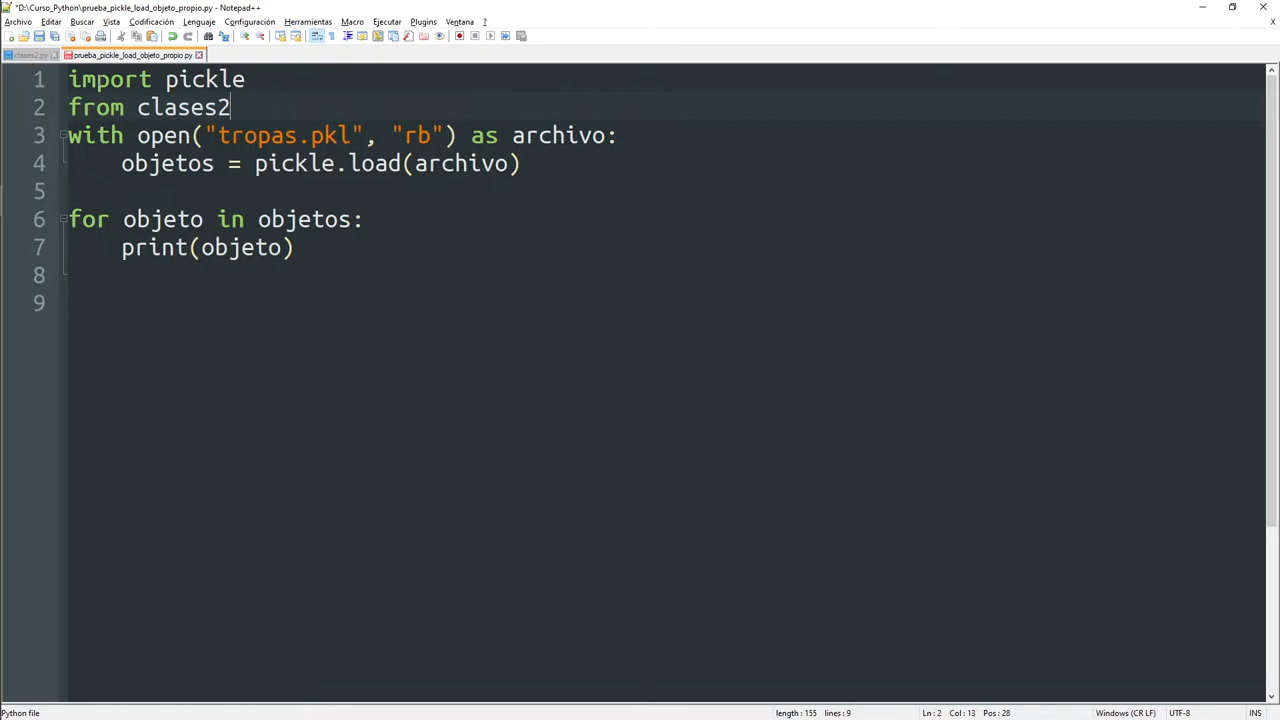 *D:\Curso_Python\prueba_pickle_load_objeto_propio.py - Notepad++
Archivo Editar Buscar Vista Codificación Lenguaje Configuración Herramientas Macro Ejecutar Plugins Ventana ?
X
clases2.py prueba_pickle_load_objeto_propio.py
1 import pickle
2 from clases2
3 with open("tropas.pkl", "rb") as archivo:
4 objetos = pickle.load(archivo)
5
6 for objeto in objetos:
7 print(objeto)
8
9
Python file length : 155 lines : 9 Ln : 2 Col : 13 Pos : 28 Windows (CR LF) UTF-8 INS